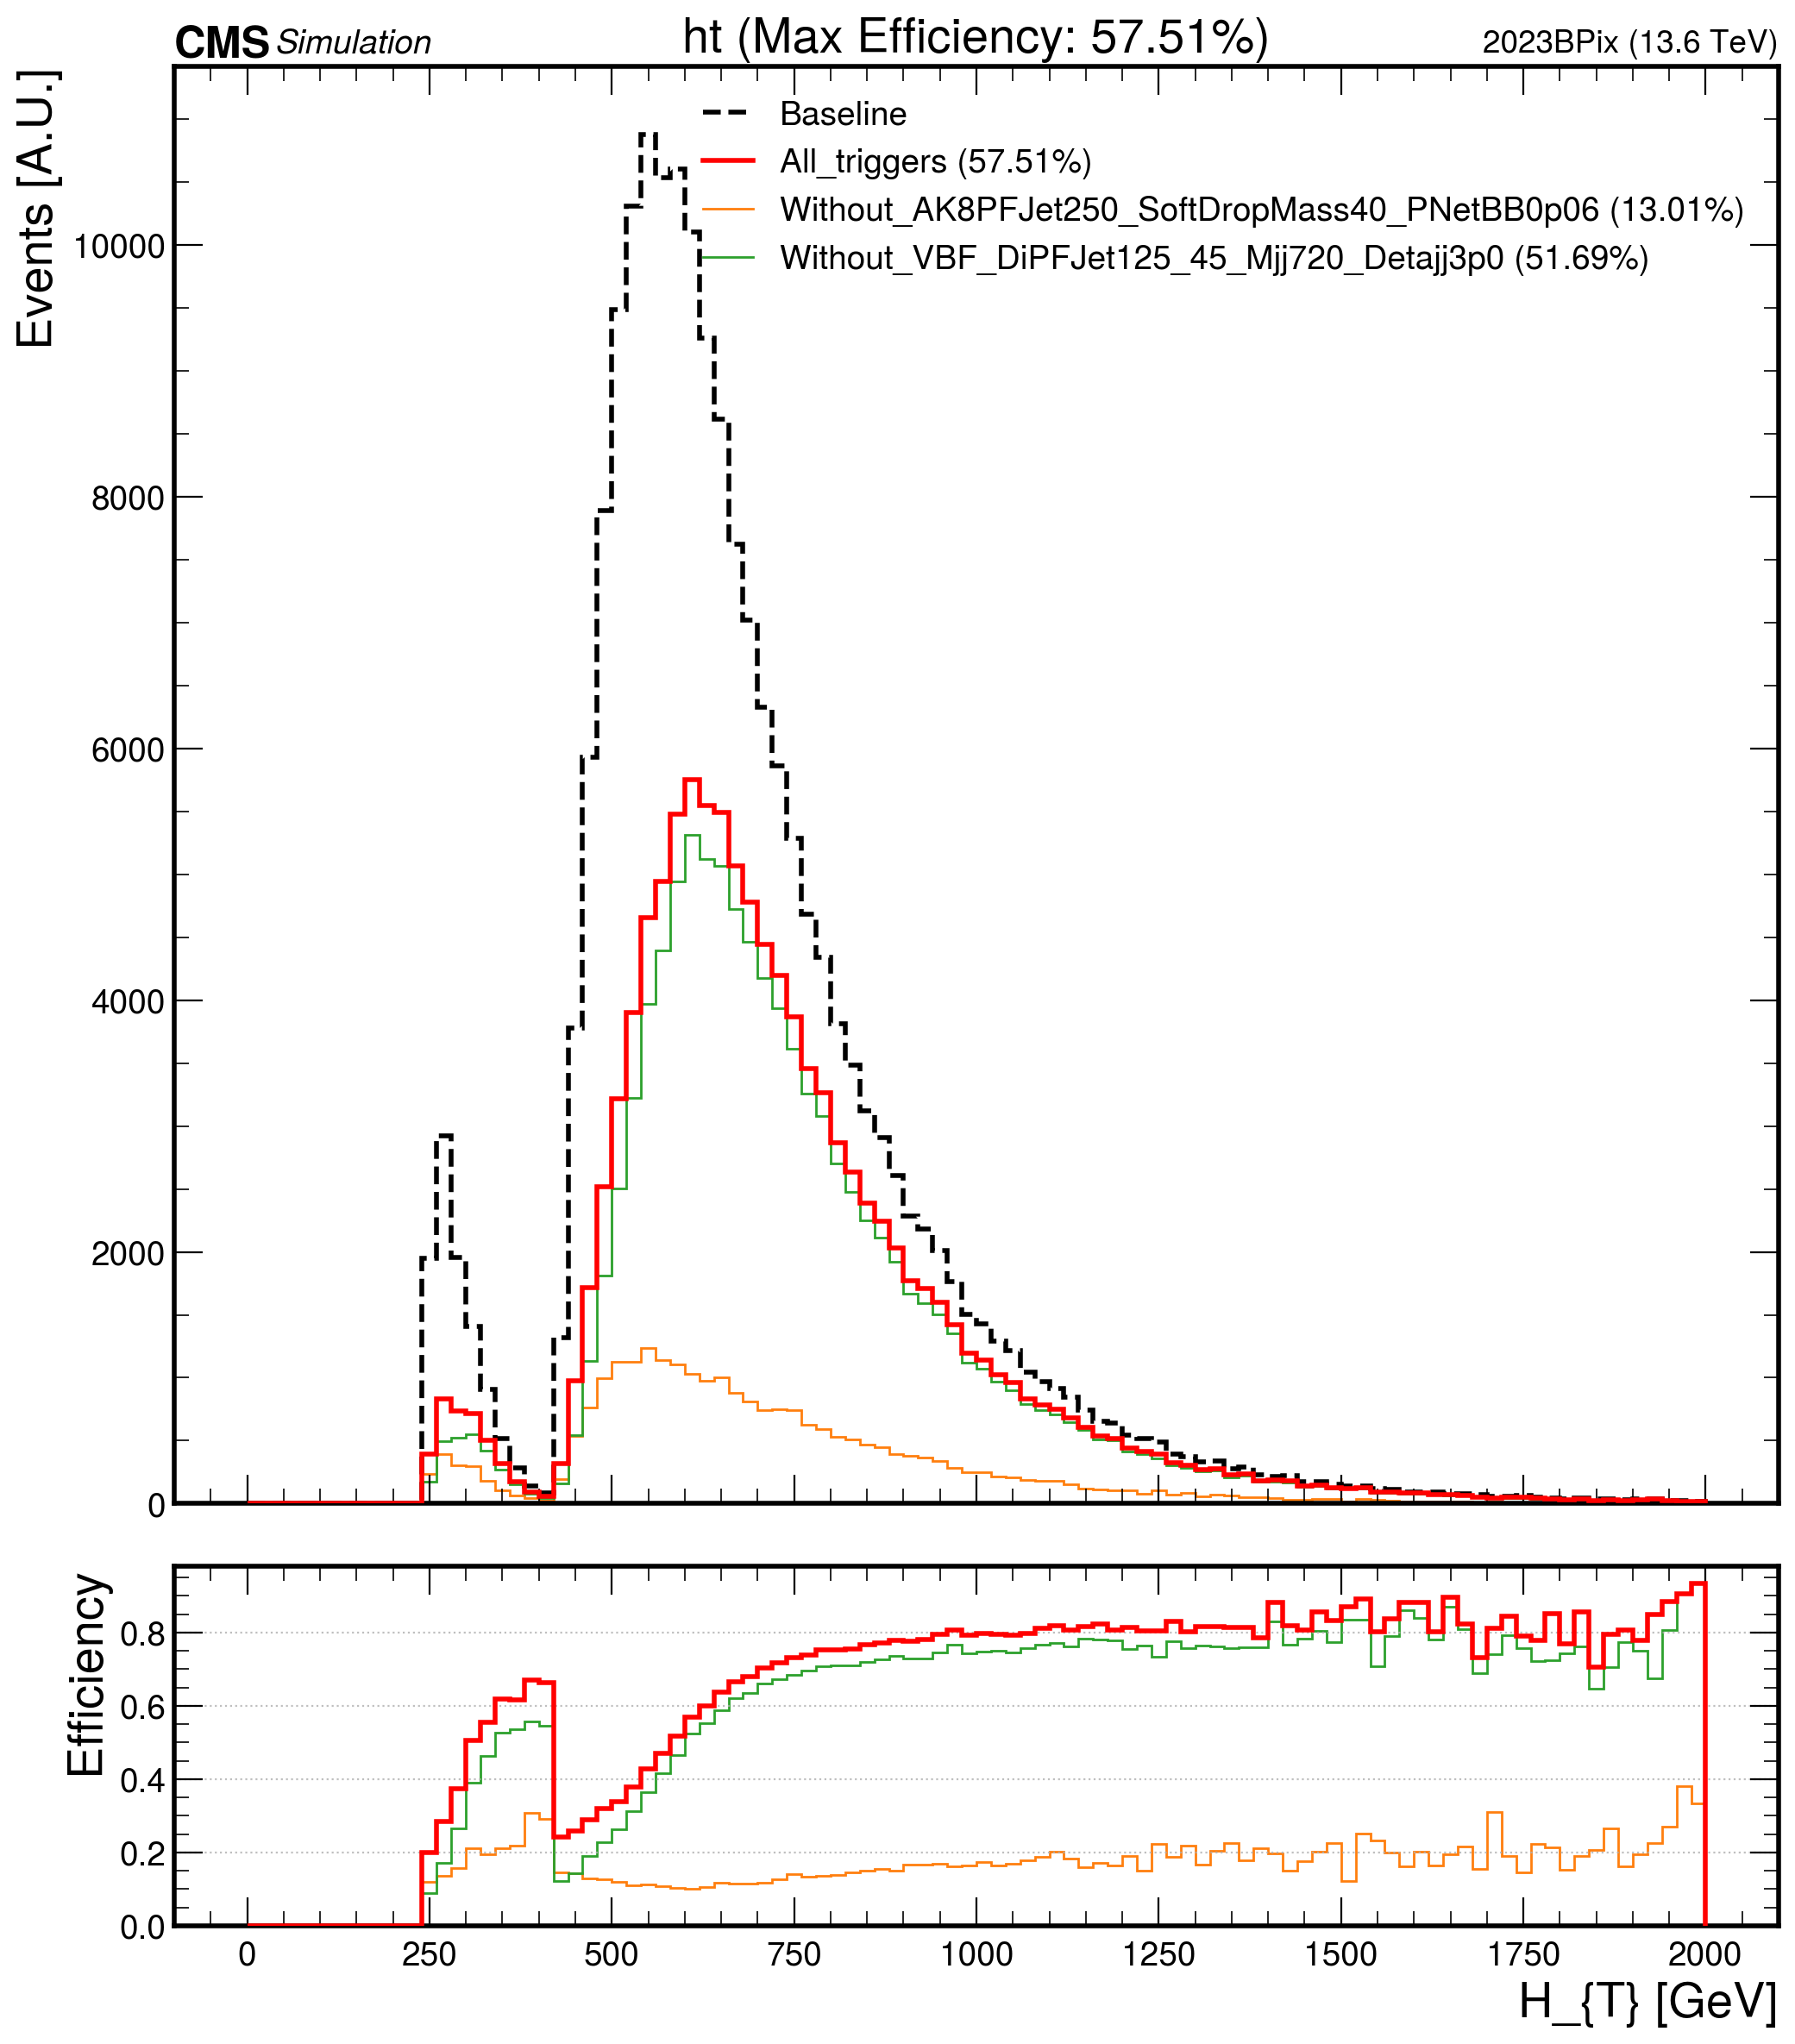 CMS Simulation ht (Max Efficiency: 57.51%) 2023BPix (13.6 TeV)
Events [A.U.]
Baseline
All_triggers (57.51%)
Without_AK8PFJet250_SoftDropMass40_PNetBB0p06 (13.01%)
Without_VBF_DiPFJet125_45_Mjj720_Detajj3p0 (51.69%)
10000
8000
6000
4000
2000
0
Efficiency
0.8
0.6
0.4
0.2
0.0
0 250 500 750 1000 1250 1500 1750 2000
H_{T} [GeV]